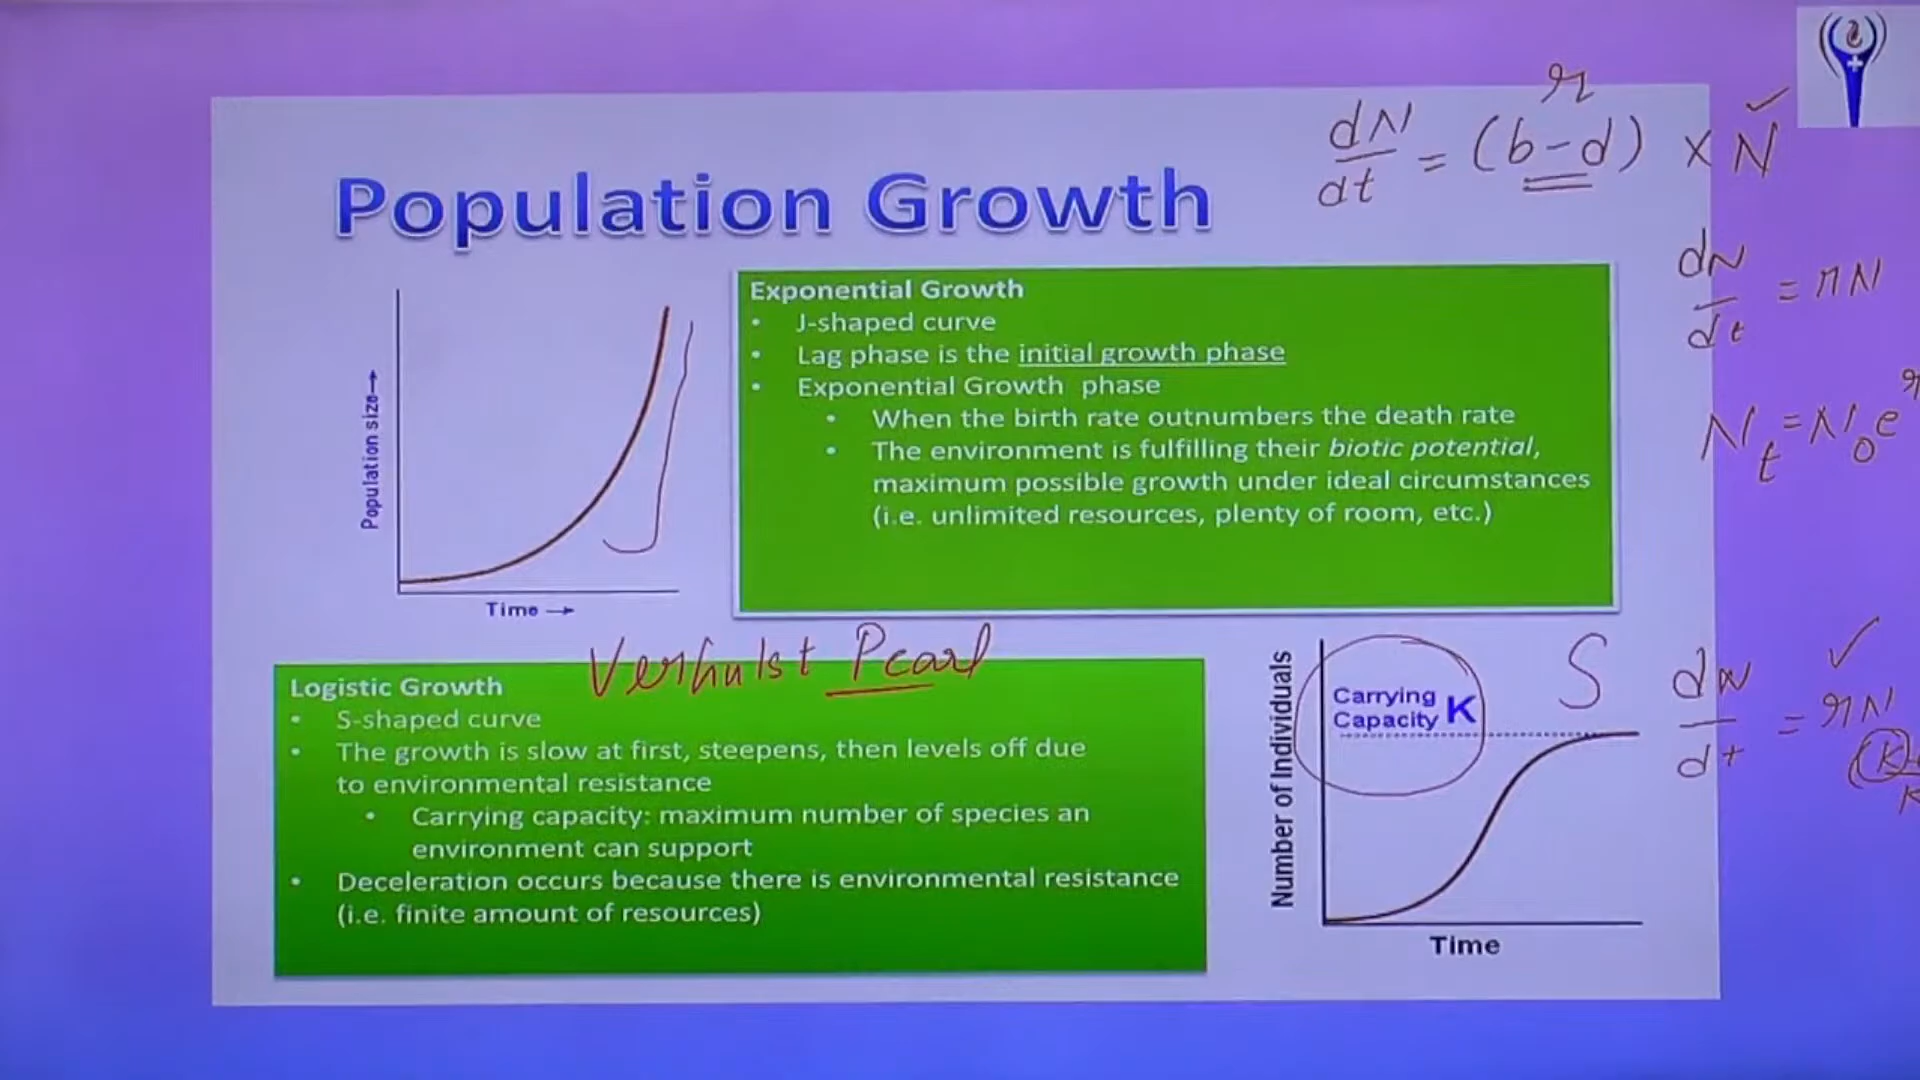 Population Growth
r
dN/dt = (b-d) × N ✓
dN/dt = rN
Nt = N0e
Population size→
Time →
Exponential Growth
• J-shaped curve
• Lag phase is the initial growth phase
• Exponential Growth phase
• When the birth rate outnumbers the death rate
• The environment is fulfilling their biotic potential,
maximum possible growth under ideal circumstances
(i.e. unlimited resources, plenty of room, etc.)
Verhulst Pearl
Logistic Growth
• S-shaped curve
• The growth is slow at first, steepens, then levels off due
to environmental resistance
• Carrying capacity: maximum number of species an
environment can support
• Deceleration occurs because there is environmental resistance
(i.e. finite amount of resources)
Number of Individuals
Carrying
Capacity K
Time
S
dN/dt = rN ✓
K
K